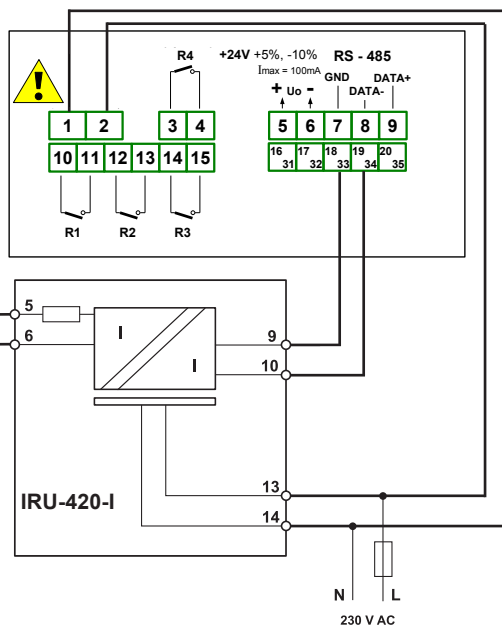 R4
+24V +5%, -10%
Imax = 100mA
RS - 485
+ Uo -
GND
DATA-
DATA+
!
1 2 3 4 5 6 7 8 9
10 11 12 13 14 15
16 17 18 19 20
31 32 33 34 35
R1 R2 R3
5
6
I
I
9
10
IRU-420-I
13
14
N L
230 V AC